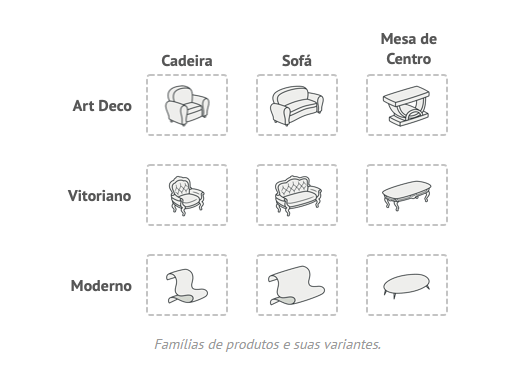 Cadeira
Sofá
Mesa de
Centro
Art Deco
Vitoriano
Moderno
Famílias de produtos e suas variantes.